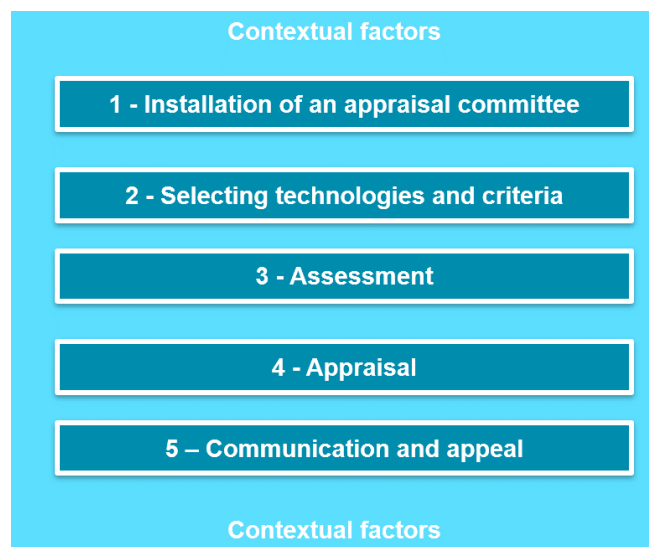 Contextual factors
1 - Installation of an appraisal committee
2 - Selecting technologies and criteria
3 - Assessment
4 - Appraisal
5 – Communication and appeal
Contextual factors